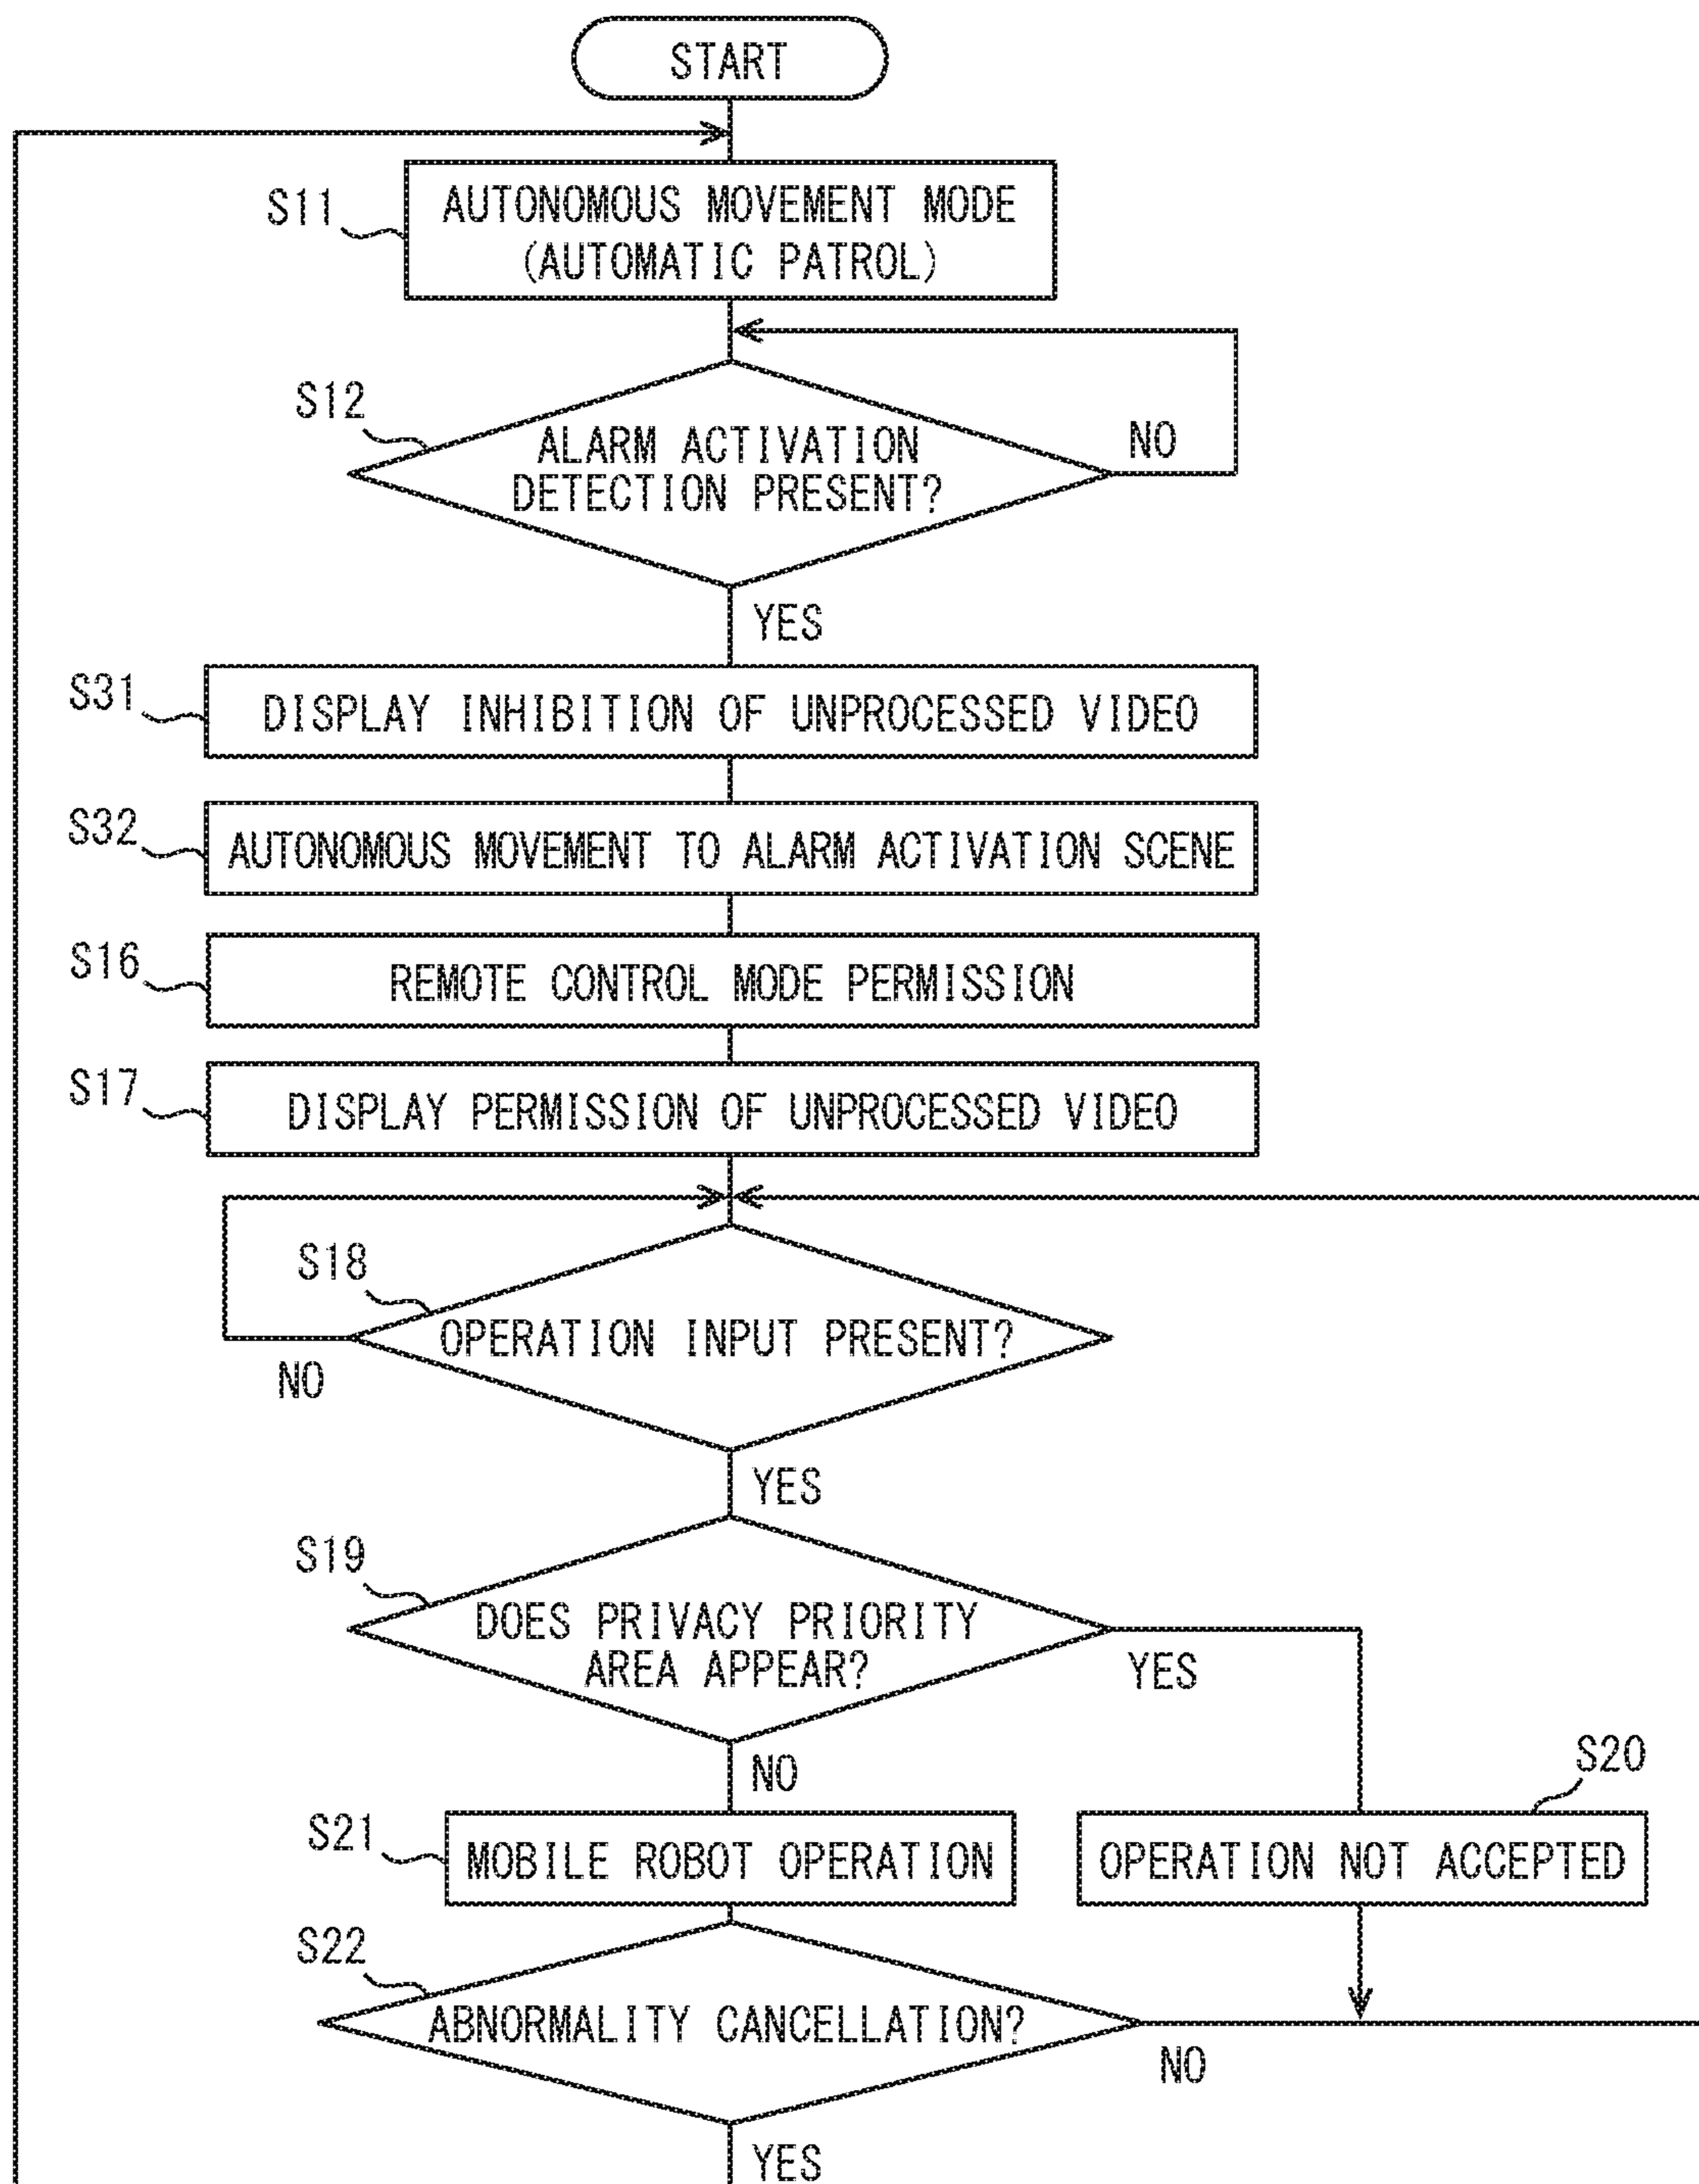 START
S11
AUTONOMOUS MOVEMENT MODE
(AUTOMATIC PATROL)
S12
ALARM ACTIVATION
DETECTION PRESENT?
NO
YES
S31
DISPLAY INHIBITION OF UNPROCESSED VIDEO
S32
AUTONOMOUS MOVEMENT TO ALARM ACTIVATION SCENE
S16
REMOTE CONTROL MODE PERMISSION
S17
DISPLAY PERMISSION OF UNPROCESSED VIDEO
S18
OPERATION INPUT PRESENT?
NO
YES
S19
DOES PRIVACY PRIORITY
AREA APPEAR?
YES
NO
S20
S21
MOBILE ROBOT OPERATION
OPERATION NOT ACCEPTED
S22
ABNORMALITY CANCELLATION?
NO
YES